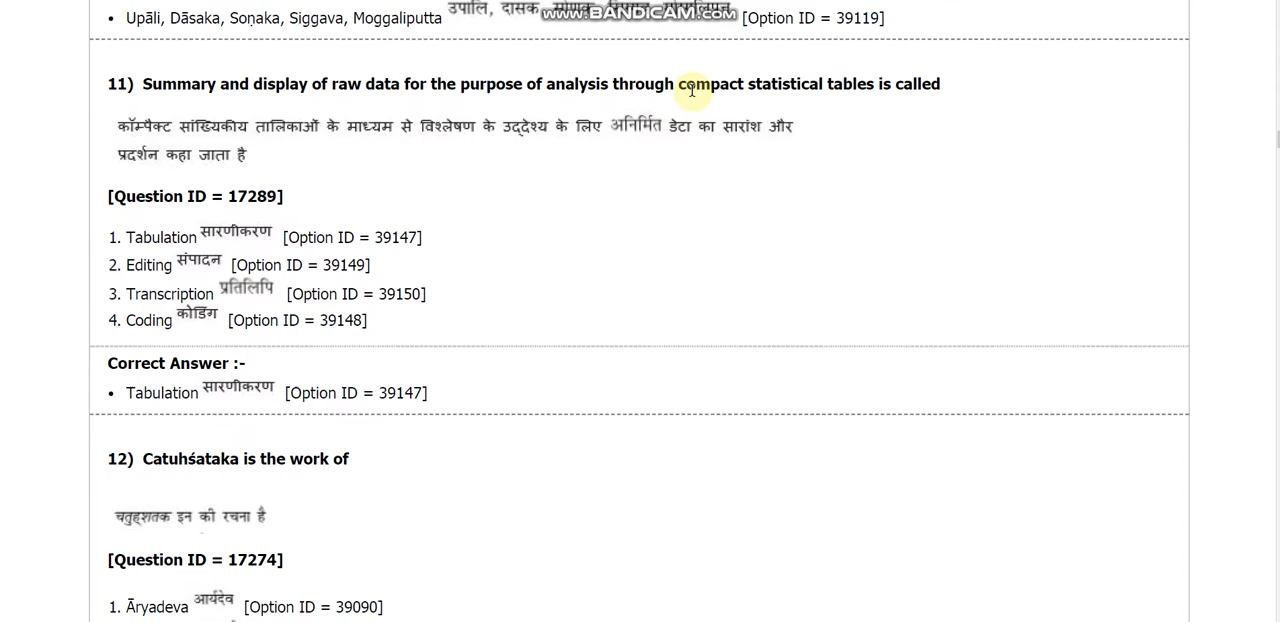 • Upāli, Dāsaka, Soṇaka, Siggava, Moggaliputta उपालि, दासक, [Option ID = 39119]
www.BANDICAM.com
11) Summary and display of raw data for the purpose of analysis through compact statistical tables is called
कॉम्पैक्ट सांख्यिकीय तालिकाओं के माध्यम से विश्लेषण के उद्देश्य के लिए अनिर्मित डेटा का सारांश और
प्रदर्शन कहा जाता है
[Question ID = 17289]
1. Tabulation सारणीकरण [Option ID = 39147]
2. Editing संपादन [Option ID = 39149]
3. Transcription प्रतिलिपि [Option ID = 39150]
4. Coding कोडिंग [Option ID = 39148]
Correct Answer :-
• Tabulation सारणीकरण [Option ID = 39147]
12) Catuhśataka is the work of
चतुह्शतक इन की रचना है
[Question ID = 17274]
1. Āryadeva आर्यदेव [Option ID = 39090]